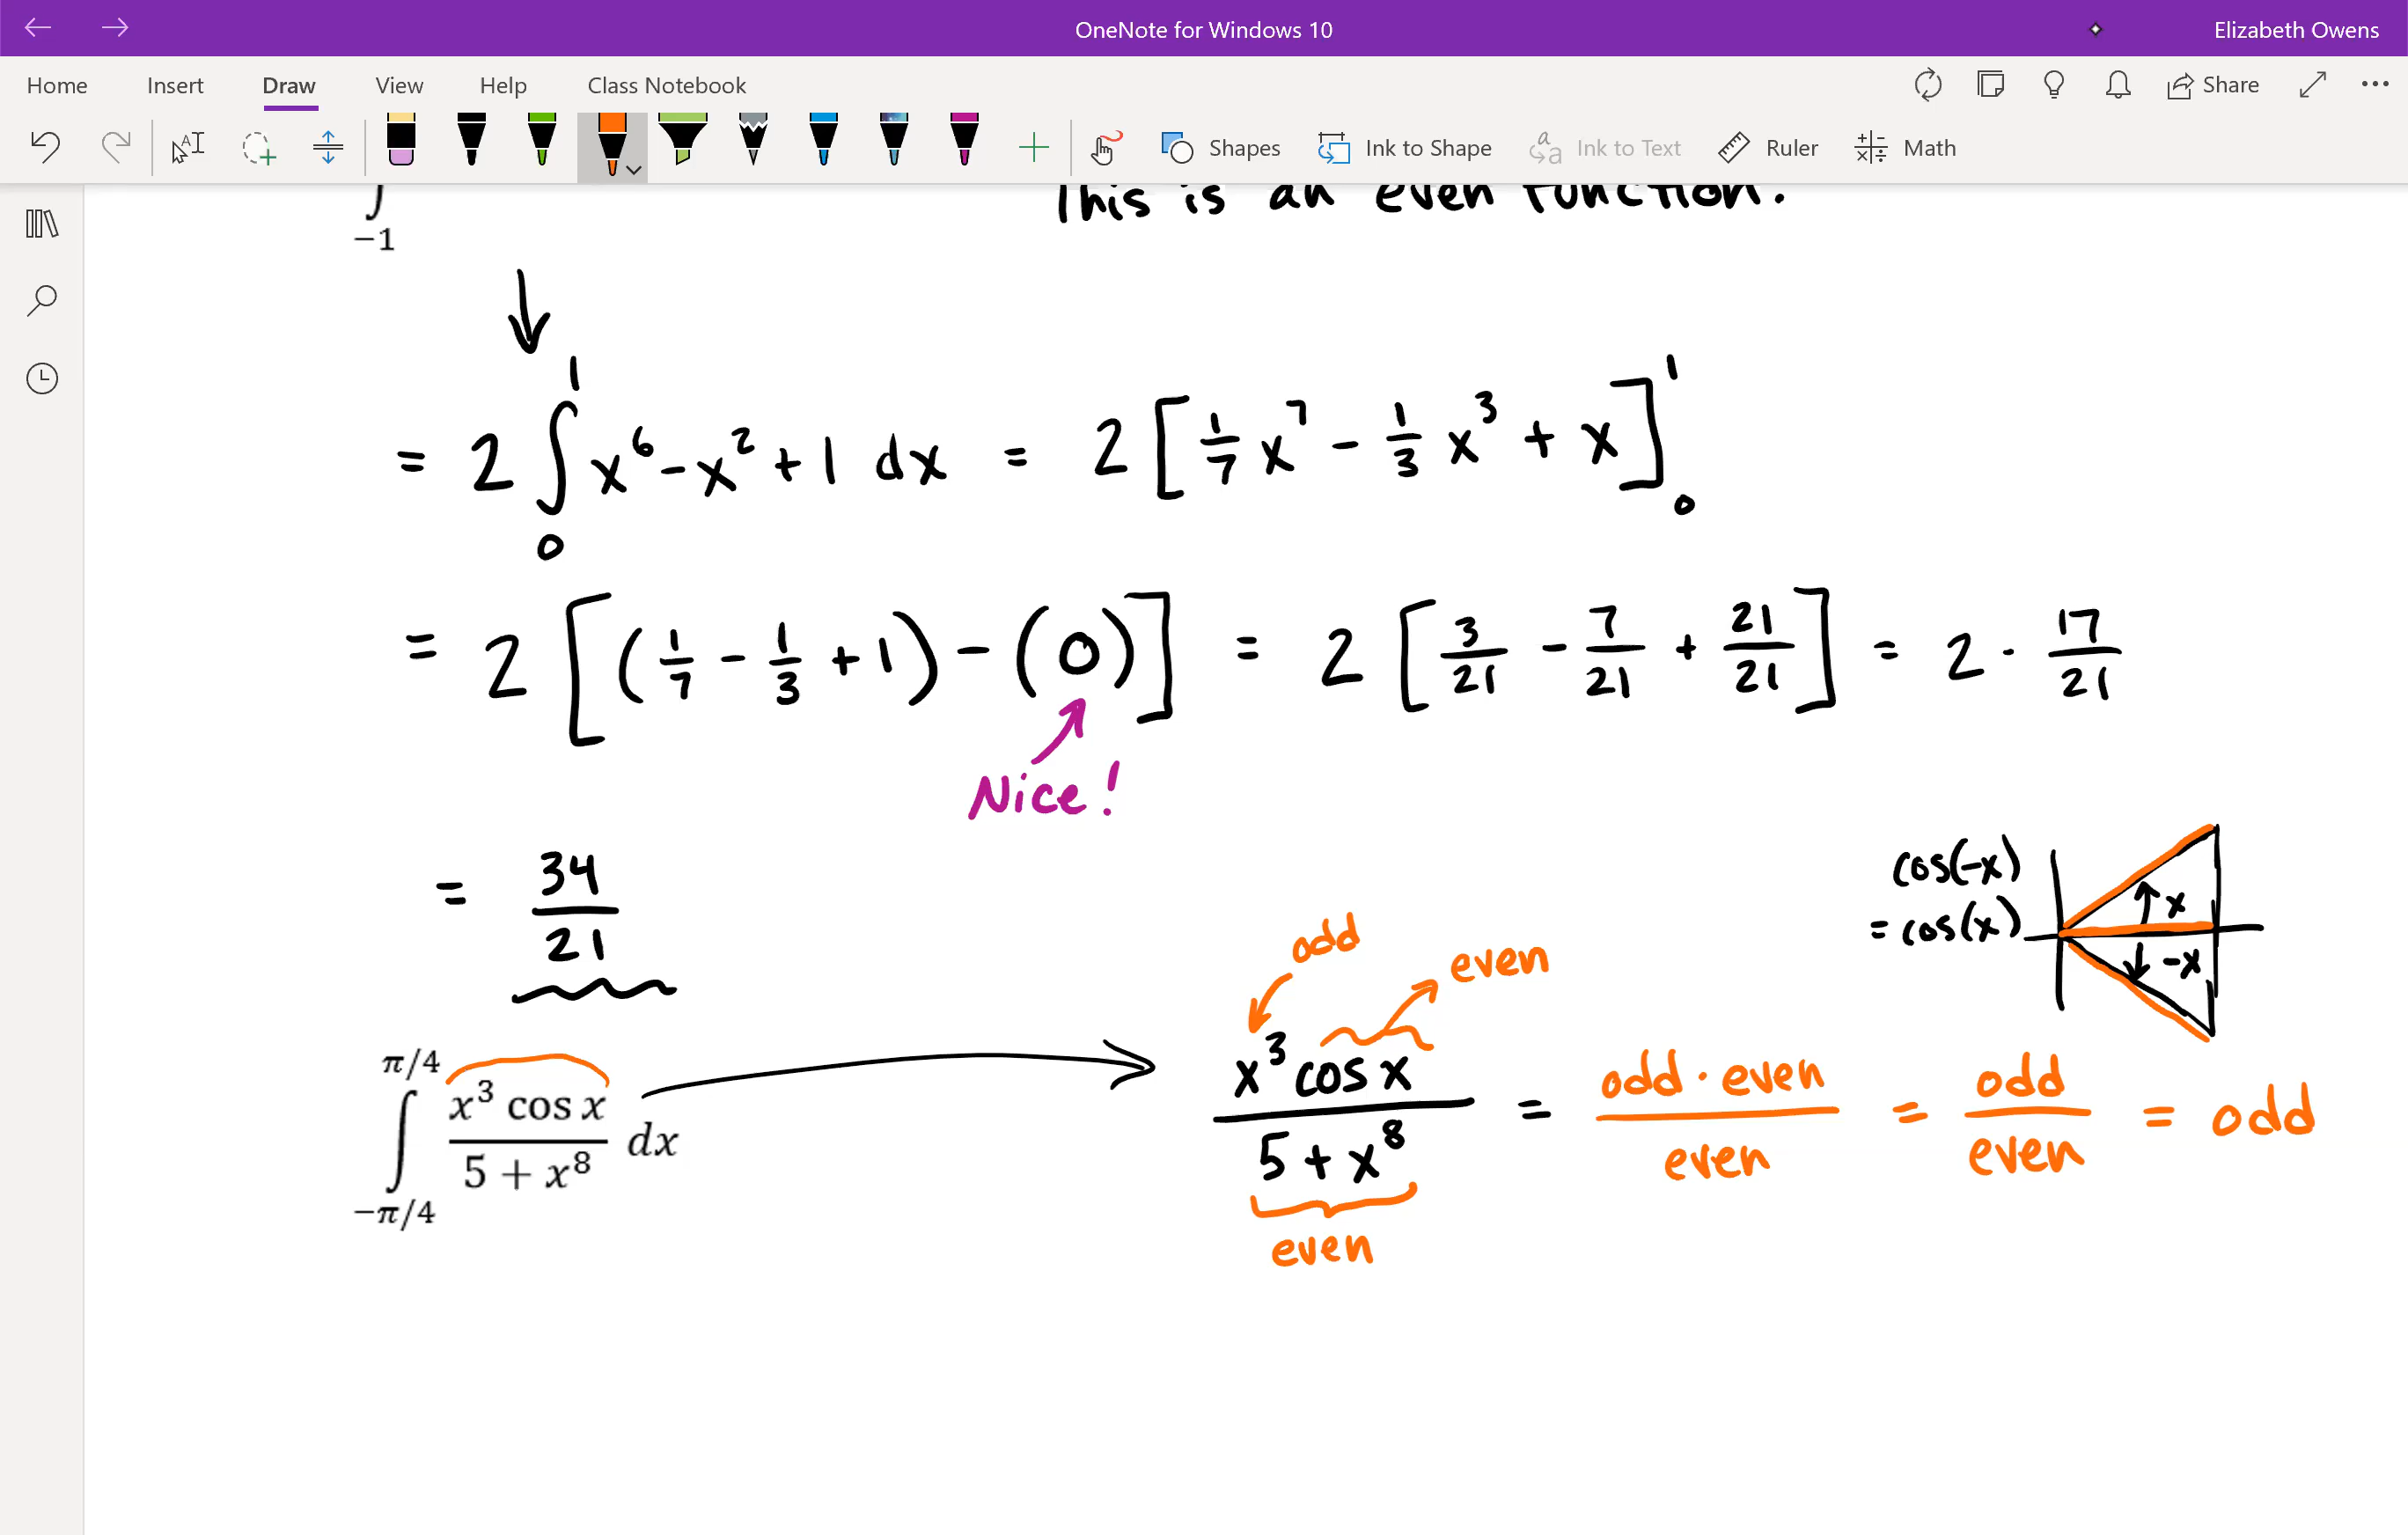 OneNote for Windows 10
Elizabeth Owens
Home Insert Draw View Help Class Notebook Share
Shapes Ink to Shape Ink to Text Ruler Math
∫ −1
This is an even function.
= 2 ∫₀¹ x⁶ − x² + 1 dx = 2 [ 1/7 x⁷ − 1/3 x³ + x ]₀¹
= 2 [ (1/7 − 1/3 + 1) − (0) ] = 2 [ 3/21 − 7/21 + 21/21 ] = 2 · 17/21
Nice!
= 34/21
cos(-x)
= cos(x)
x
-x
odd
even
∫ −π/4 π/4 x³ cos x / 5 + x⁸ dx
x³ cos x / 5 + x⁸ = odd · even / even = odd / even = odd
even